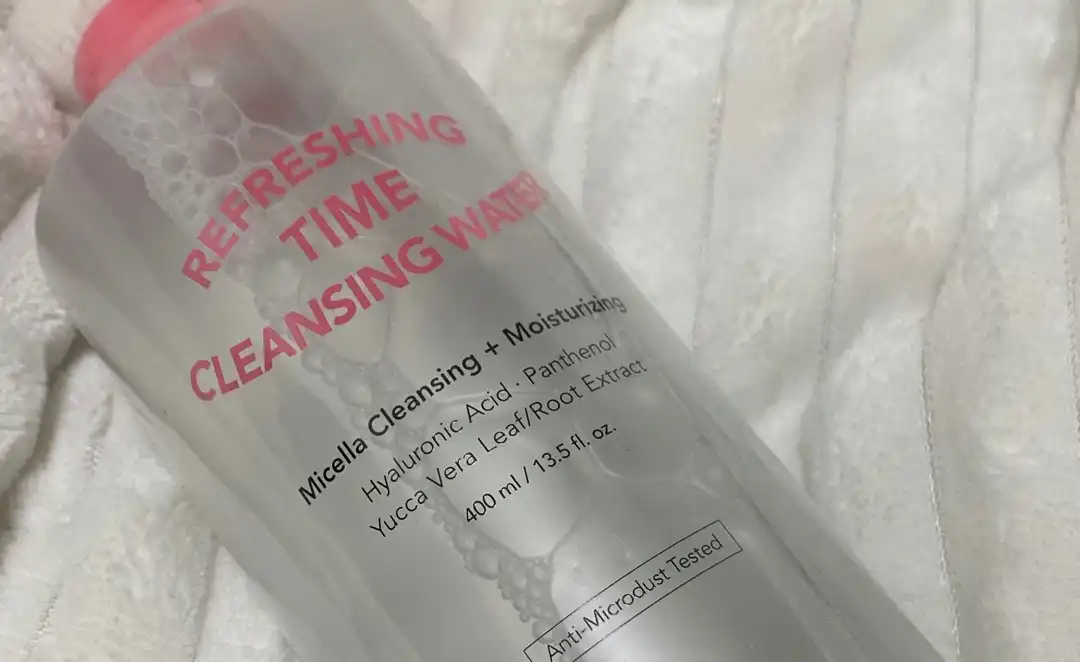 REFRESHING
TIME
CLEANSING WATER
Micella Cleansing + Moisturizing
Hyaluronic Acid · Panthenol
Yucca Vera Leaf/Root Extract
400 ml / 13.5 fl. oz.
Anti-Microdust Tested